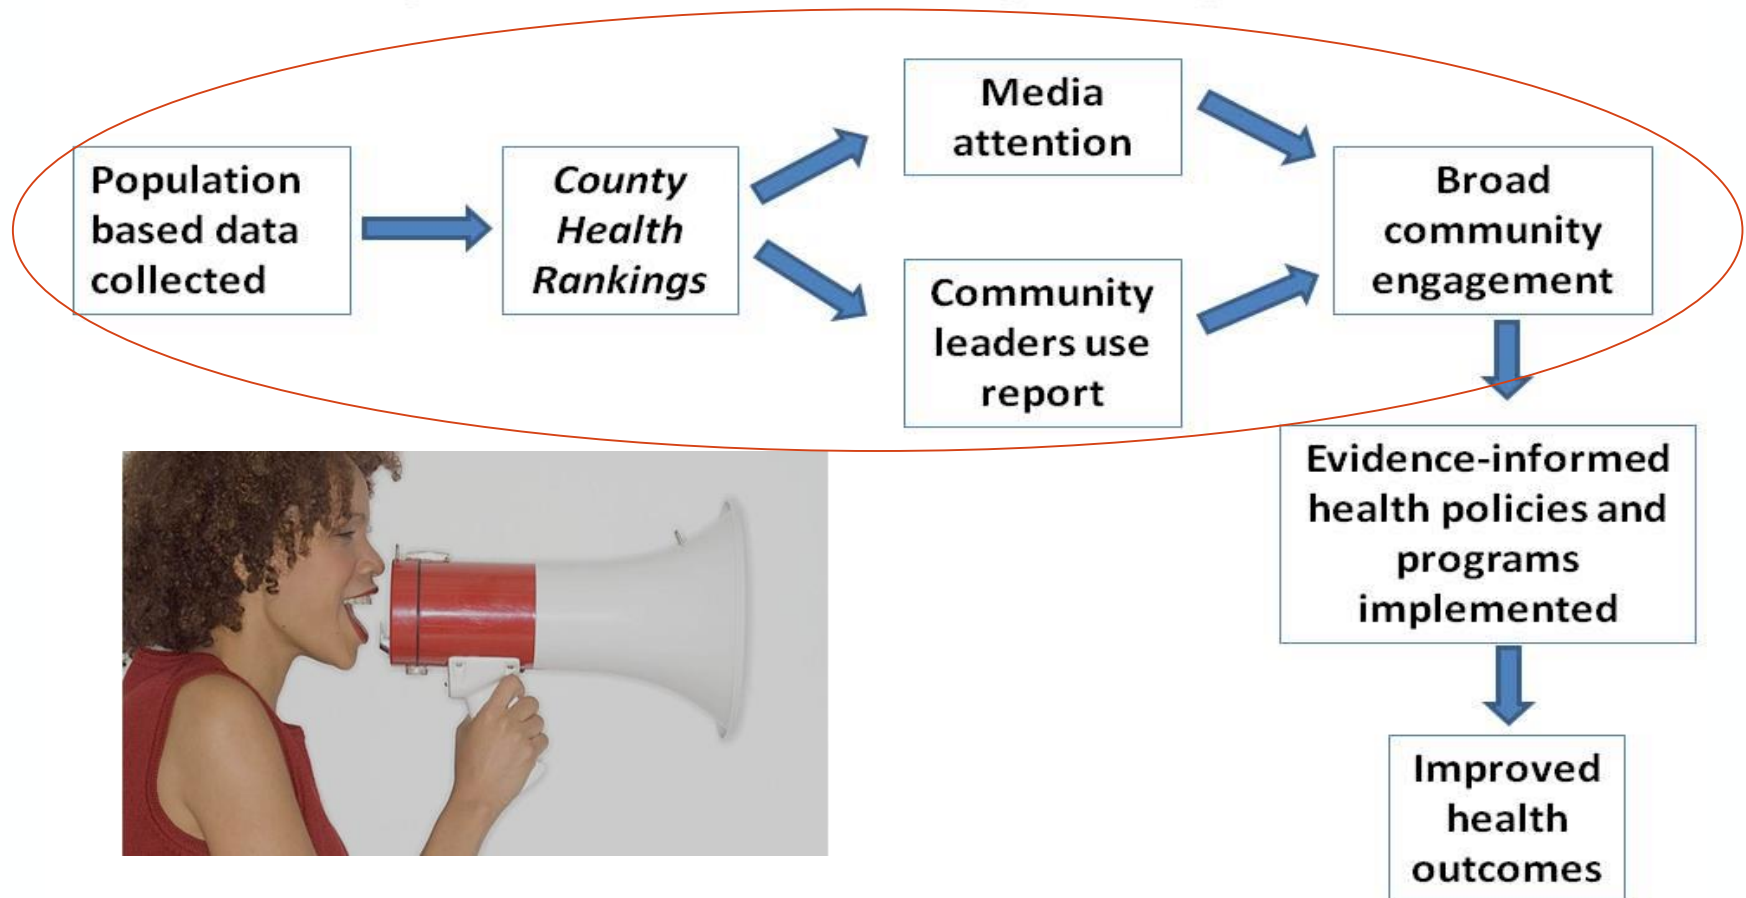 Population
based data
collected
County
Health
Rankings
Media
attention
Community
leaders use
report
Broad
community
engagement
Evidence-informed
health policies and
programs
implemented
Improved
health
outcomes